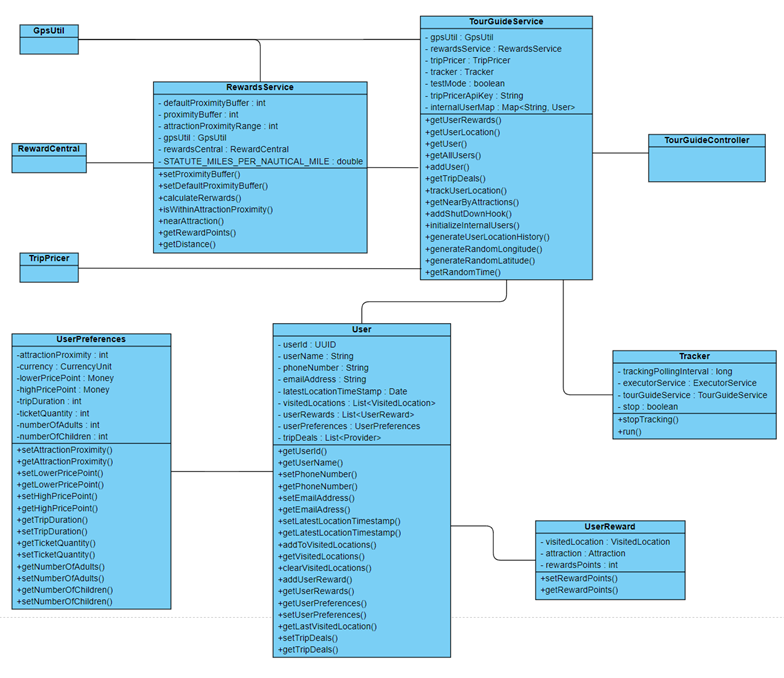 GpsUtil
TourGuideService
- gpsUtil : GpsUtil
- rewardsService : RewardsService
- tripPricer : TripPricer
- tracker : Tracker
- testMode : boolean
- tripPricerApiKey : String
- internalUserMap : Map<String, User>
+getUserRewards()
+getUserLocation()
+getUser()
+getAllUsers()
+addUser()
+getTripDeals()
+trackUserLocation()
+getNearByAttractions()
+addShutDownHook()
+initializeInternalUsers()
+generateUserLocationHistory()
+generateRandomLongitude()
+generateRandomLatitude()
+getRandomTime()
RewardsService
- defaultProximityBuffer : int
- proximityBuffer : int
- attractionProximityRange : int
- gpsUtil : GpsUtil
- rewardsCentral : RewardCentral
- STATUTE_MILES_PER_NAUTICAL_MILE : double
+setProximityBuffer()
+setDefaultProximityBuffer()
+calculateRerwards()
+isWithinAttractionProximity()
+nearAttraction()
+getRewardPoints()
+getDistance()
RewardCentral
TourGuideController
TripPricer
UserPreferences
-attractionProximity : int
-currency : CurrencyUnit
-lowerPricePoint : Money
-highPricePoint : Money
-tripDuration : int
-ticketQuantity : int
-numberOfAdults : int
-numberOfChildren : int
+setAttractionProximity()
+getAttractionProximity()
+setLowerPricePoint()
+getLowerPricePoint()
+setHighPricePoint()
+getHighPricePoint()
+getTripDuration()
+setTripDuration()
+getTicketQuantity()
+setTicketQuantity()
+getNumberOfAdults()
+setNumberOfAdults()
+getNumberOfChildren()
+setNumberOfChildren()
User
- userId : UUID
- userName : String
- phoneNumber : String
- emailAddress : String
- latestLocationTimeStamp : Date
- visitedLocations : List<VisitedLocation>
- userRewards : List<UserReward>
- userPreferences : UserPreferences
- tripDeals : List<Provider>
+getUserId()
+getUserName()
+setPhoneNumber()
+getPhoneNumber()
+setEmailAddress()
+getEmailAdress()
+setLatestLocationTimestamp()
+getLatestLocationTimestamp()
+addToVisitedLocations()
+getVisitedLocations()
+clearVisitedLocations()
+addUserReward()
+getUserRewards()
+getUserPreferences()
+setUserPreferences()
+getLastVisitedLocation()
+setTripDeals()
+getTripDeals()
Tracker
- trackingPollingInterval : long
- executorService : ExecutorService
- tourGuideService : TourGuideService
- stop : boolean
+stopTracking()
+run()
UserReward
- visitedLocation : VisitedLocation
- attraction : Attraction
- rewardsPoints : int
+setRewardPoints()
+getRewardPoints()